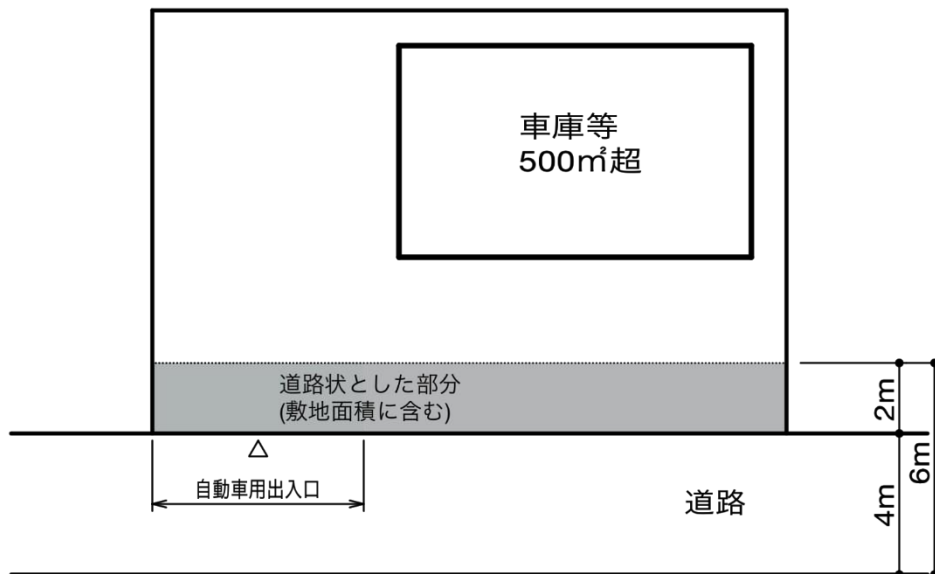 車庫等
500㎡超
道路状とした部分
(敷地面積に含む)
2m
6m
自動車用出入口
道路
4m